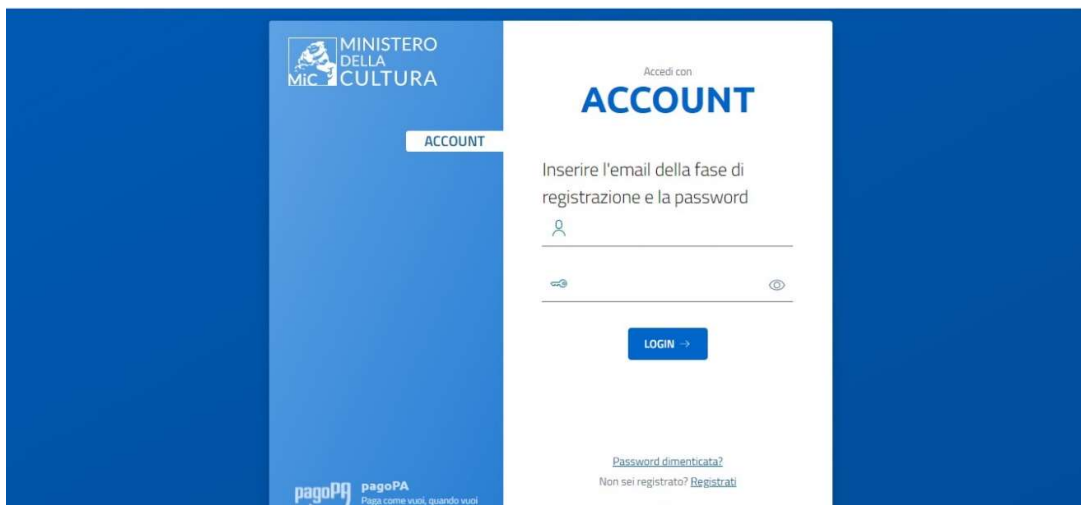 MINISTERO
DELLA
MiC CULTURA
ACCOUNT
Accedi con
ACCOUNT
Inserire l'email della fase di
registrazione e la password
LOGIN →
Password dimenticata?
Non sei registrato? Registrati
pagoPA pagoPA
Paga come vuoi, quando vuoi